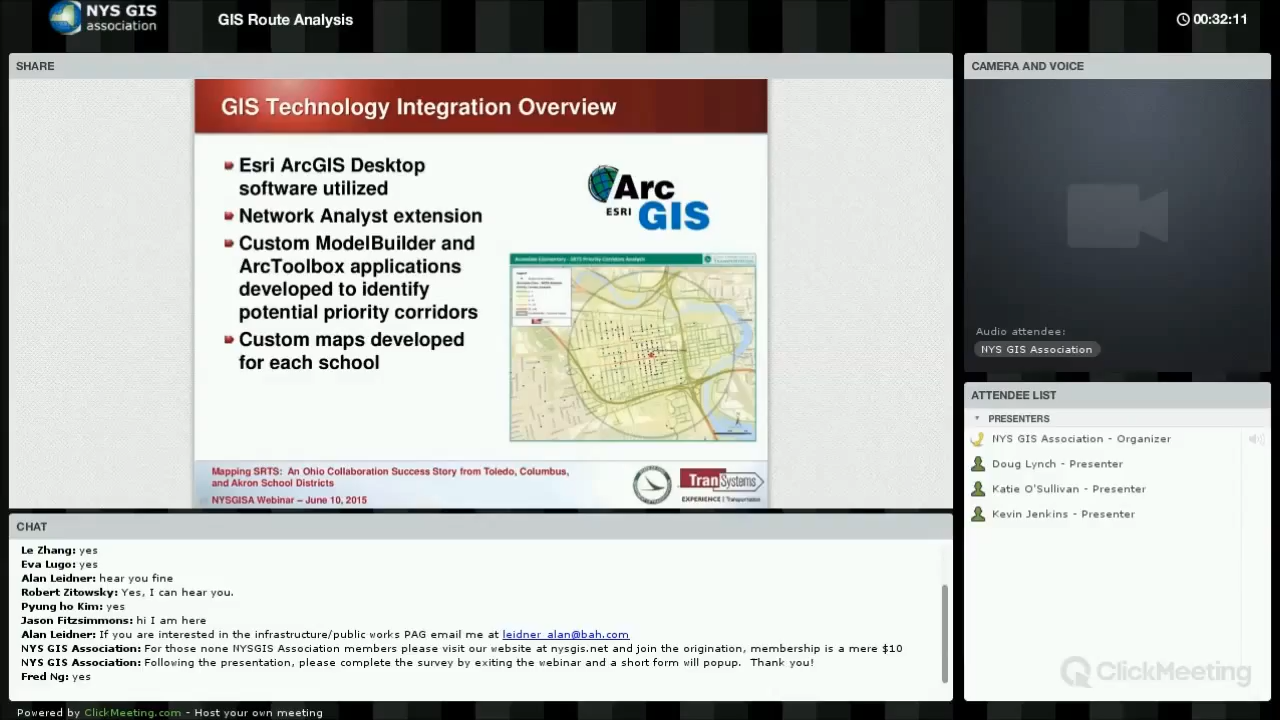 NYS GIS
association
GIS Route Analysis
00:32:11
SHARE
GIS Technology Integration Overview
Esri ArcGIS Desktop
software utilized
Network Analyst extension
Custom ModelBuilder and
ArcToolbox applications
developed to identify
potential priority corridors
Custom maps developed
for each school
Arc
ESRI GIS
Mapping SRTS: An Ohio Collaboration Success Story from Toledo, Columbus,
and Akron School Districts
NYSGISA Webinar – June 10, 2015
TranSystems
EXPERIENCE | Transportation
CAMERA AND VOICE
Audio attendee:
NYS GIS Association
ATTENDEE LIST
PRESENTERS
NYS GIS Association - Organizer
Doug Lynch - Presenter
Katie O'Sullivan - Presenter
Kevin Jenkins - Presenter
CHAT
Le Zhang: yes
Eva Lugo: yes
Alan Leidner: hear you fine
Robert Zitowsky: Yes, I can hear you.
Pyung ho Kim: yes
Jason Fitzsimmons: hi I am here
Alan Leidner: If you are interested in the infrastructure/public works PAG email me at leidner_alan@bah.com
NYS GIS Association: For those none NYSGIS Association members please visit our website at nysgis.net and join the origination, membership is a mere $10
NYS GIS Association: Following the presentation, please complete the survey by exiting the webinar and a short form will popup. Thank you!
Fred Ng: yes
ClickMeeting
Powered by ClickMeeting.com - Host your own meeting